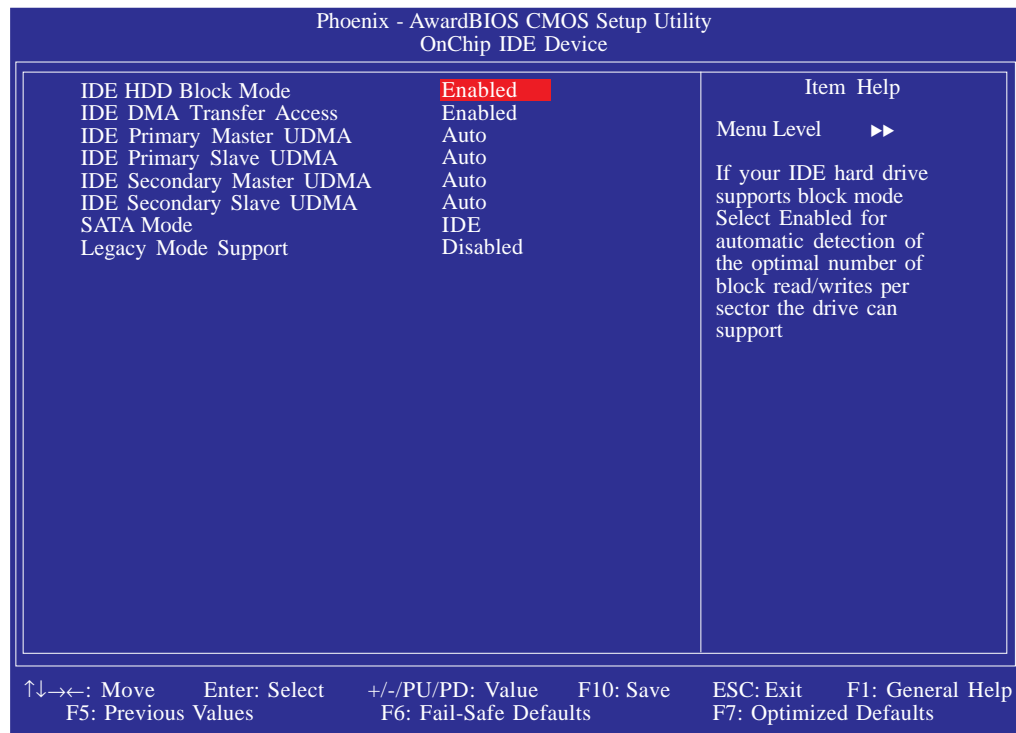 Phoenix - AwardBIOS CMOS Setup Utility
OnChip IDE Device
IDE HDD Block Mode Enabled
IDE DMA Transfer Access Enabled
IDE Primary Master UDMA Auto
IDE Primary Slave UDMA Auto
IDE Secondary Master UDMA Auto
IDE Secondary Slave UDMA Auto
SATA Mode IDE
Legacy Mode Support Disabled
Item Help
Menu Level ▶▶
If your IDE hard drive
supports block mode
Select Enabled for
automatic detection of
the optimal number of
block read/writes per
sector the drive can
support
↑↓→←: Move Enter: Select +/-/PU/PD: Value F10: Save ESC: Exit F1: General Help
F5: Previous Values F6: Fail-Safe Defaults F7: Optimized Defaults